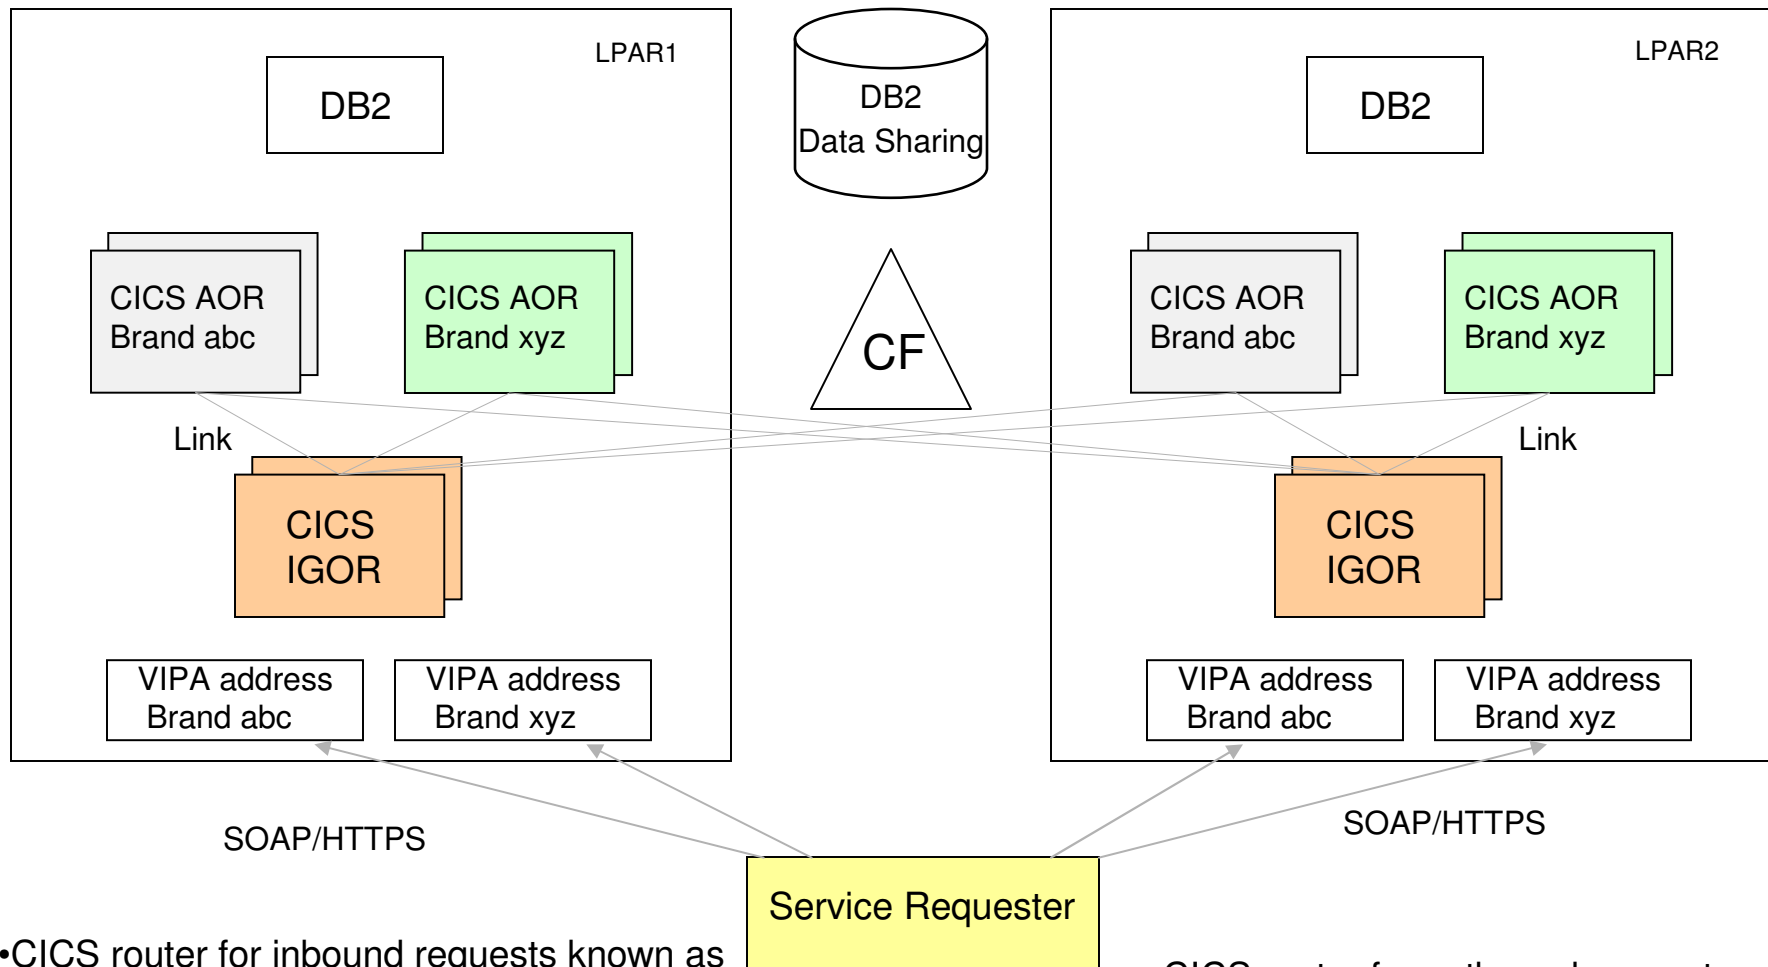 LPAR1
DB2
CICS AOR
Brand abc
CICS AOR
Brand xyz
Link
CICS
IGOR
VIPA address
Brand abc
VIPA address
Brand xyz
DB2
Data Sharing
CF
LPAR2
DB2
CICS AOR
Brand abc
CICS AOR
Brand xyz
Link
CICS
IGOR
VIPA address
Brand abc
VIPA address
Brand xyz
SOAP/HTTPS
SOAP/HTTPS
Service Requester
•CICS router for inbound requests known as